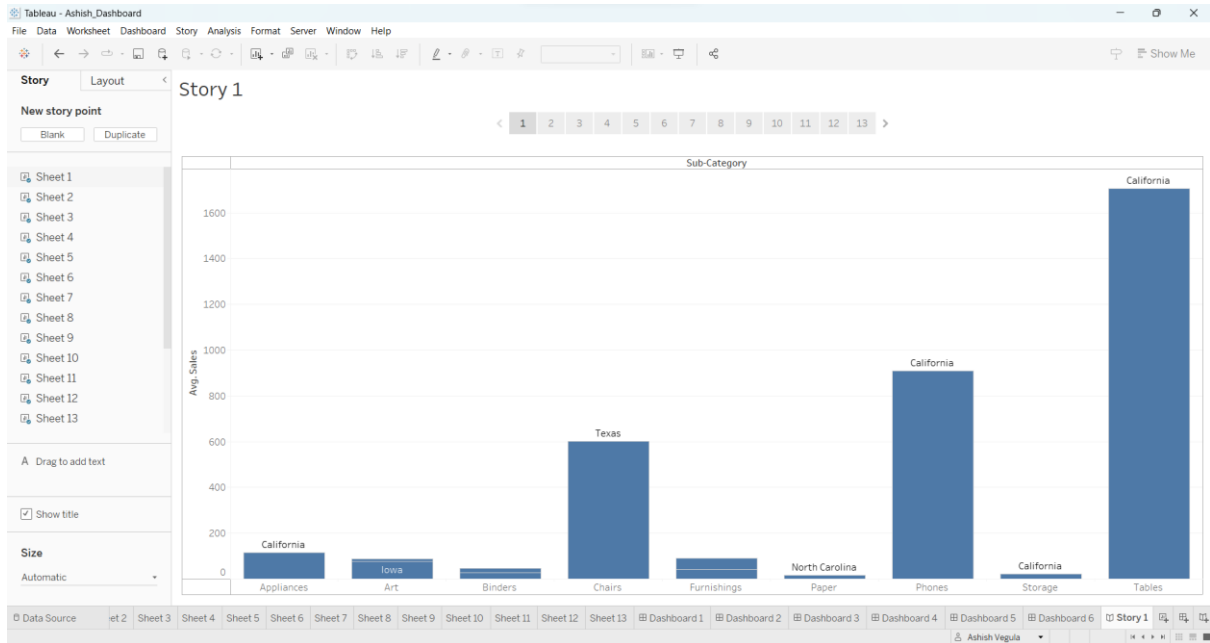 Tableau - Ashish_Dashboard
File Data Worksheet Dashboard Story Analysis Format Server Window Help
Show Me
Story Layout
Story 1
New story point
Blank Duplicate
1 2 3 4 5 6 7 8 9 10 11 12 13
Sub-Category
Sheet 1
Sheet 2
Sheet 3
Sheet 4
Sheet 5
Sheet 6
Sheet 7
Sheet 8
Sheet 9
Sheet 10
Sheet 11
Sheet 12
Sheet 13
A Drag to add text
Show title
Size
Automatic
Avg. Sales
1600
1400
1200
1000
800
600
400
200
0
California
California
Texas
California
Iowa
North Carolina
California
Appliances Art Binders Chairs Furnishings Paper Phones Storage Tables
Data Source et2 Sheet 3 Sheet 4 Sheet 5 Sheet 6 Sheet 7 Sheet 8 Sheet 9 Sheet 10 Sheet 11 Sheet 12 Sheet 13 Dashboard 1 Dashboard 2 Dashboard 3 Dashboard 4 Dashboard 5 Dashboard 6 Story 1
Ashish Vegula